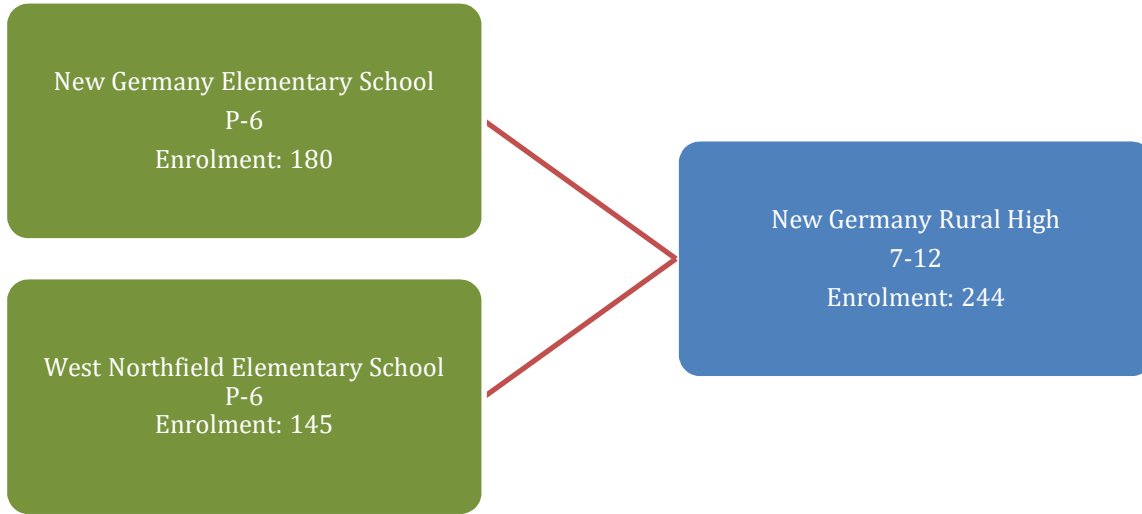 New Germany Elementary School
P-6
Enrolment: 180
New Germany Rural High
7-12
Enrolment: 244
West Northfield Elementary School
P-6
Enrolment: 145